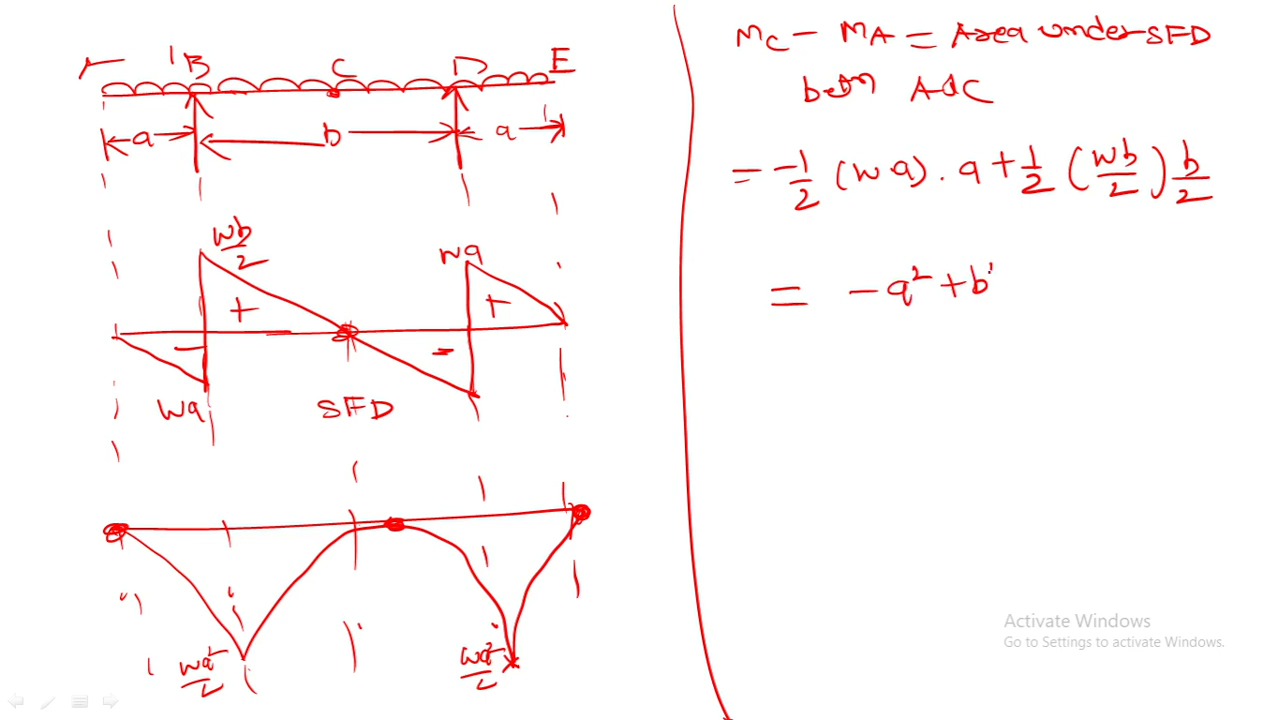 A B C D E
a b a
wb/2 wa
+ +
- -
wa SFD
wa²/2 wa²/2
Mc - MA = Area under SFD
betn A & C
= -1/2 (wa) . a + 1/2 (wb/2) b/2
= -a² + b
Activate Windows
Go to Settings to activate Windows.